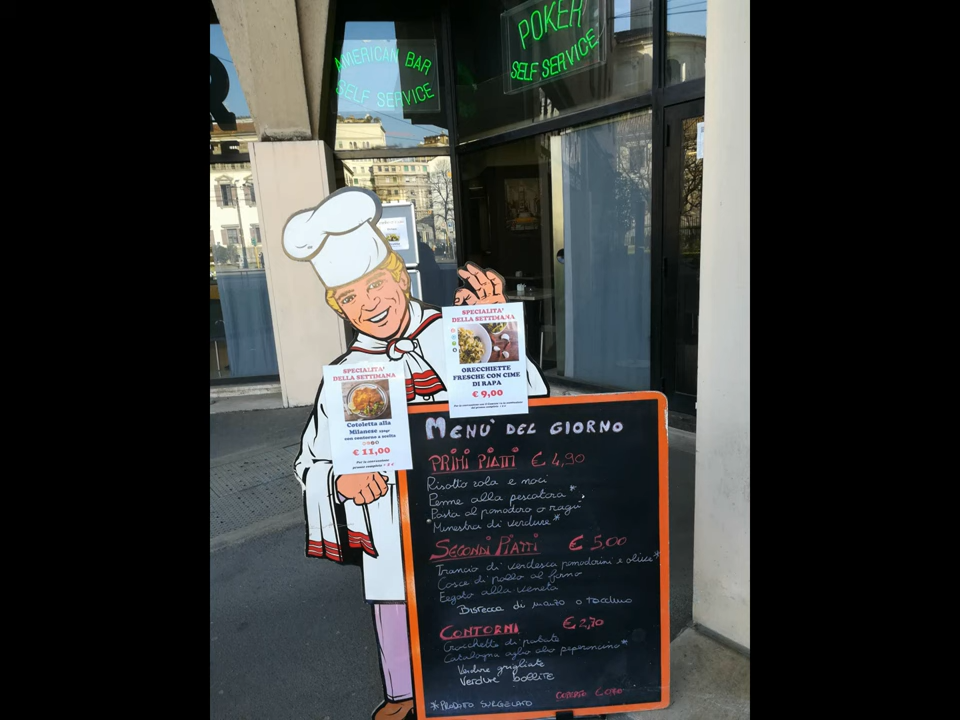 AMERICAN BAR
SELF SERVICE
POKER
SELF SERVICE
R
SPECIALITA'
DELLA SETTIMANA
ORECCHIETTE
FRESCHE CON CIME
DI RAPA
€ 9,00
SPECIALITA'
DELLA SETTIMANA
Cotoletta alla
Milanese
con contorno a scelta
€ 11,00
MENU' DEL GIORNO
PRIMI PIATTI € 4,90
Risotto zola e noci
Penne alla pescatora*
Pasta al pomodoro o ragù
*Minestra di verdure*
SECONDI PIATTI € 5,00
Trancio di verdesca pomodorini e olive*
Cosce di pollo al forno
Fegato alla veneta
BISTECCA di manzo o tacchino
CONTORNI € 2,70
Crocchette di patate
Catalogna aglio olio peperoncino*
Verdure grigliate
Verdure bollite
COPERTO €
*PRODOTTO SURGELATO